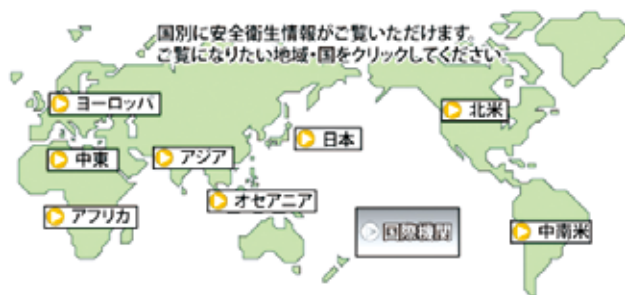 国別に安全衛生情報がご覧いただけます。
ご覧になりたい地域・国をクリックしてください。
ヨーロッパ
北米
日本
中東
アジア
オセアニア
アフリカ
国際機関
中南米